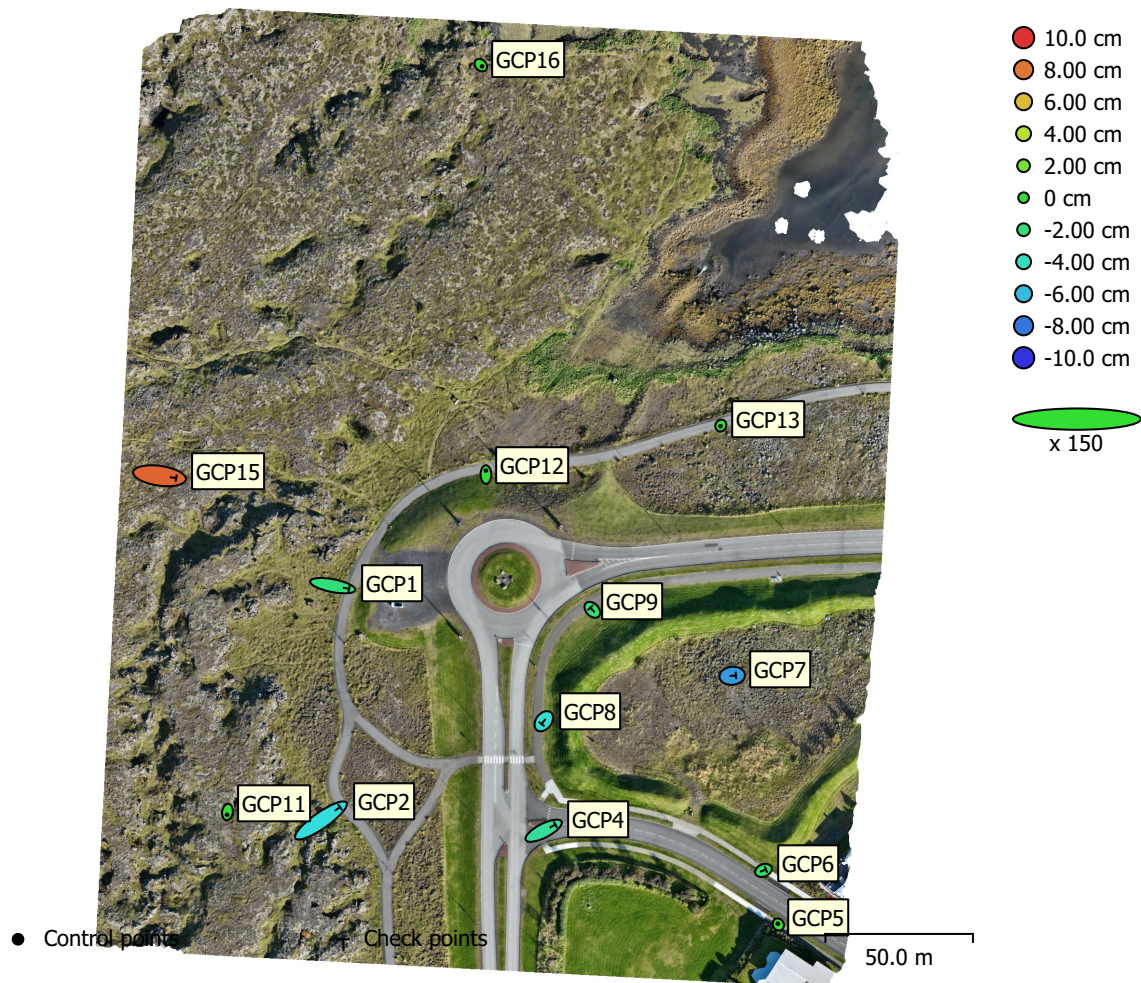 GCP16
10.0 cm
8.00 cm
6.00 cm
4.00 cm
2.00 cm
0 cm
-2.00 cm
-4.00 cm
-6.00 cm
-8.00 cm
-10.0 cm
x 150
GCP13
GCP12
GCP15
GCP1
GCP9
GCP7
GCP8
GCP11
GCP2
GCP4
GCP6
GCP5
Control points
Check points
50.0 m